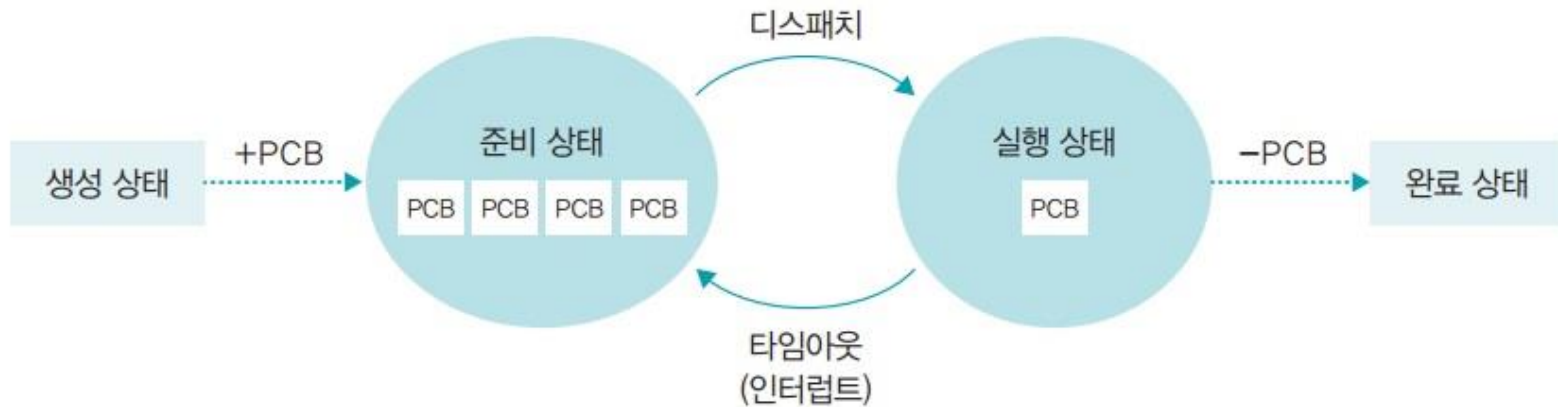 디스패치
생성 상태
+PCB
준비 상태
PCB PCB PCB PCB
실행 상태
PCB
−PCB
완료 상태
타임아웃
(인터럽트)